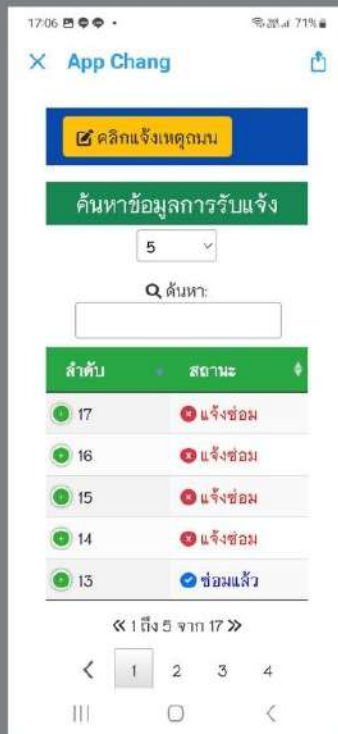 17:06
71%
App Chang
คลิกแจ้งเหตุถนน
ค้นหาข้อมูลการรับแจ้ง
5
ค้นหา:
ลำดับ สถานะ
17 แจ้งซ่อม
16 แจ้งซ่อม
15 แจ้งซ่อม
14 แจ้งซ่อม
13 ซ่อมแล้ว
« 1 ถึง 5 จาก 17 »
1 2 3 4